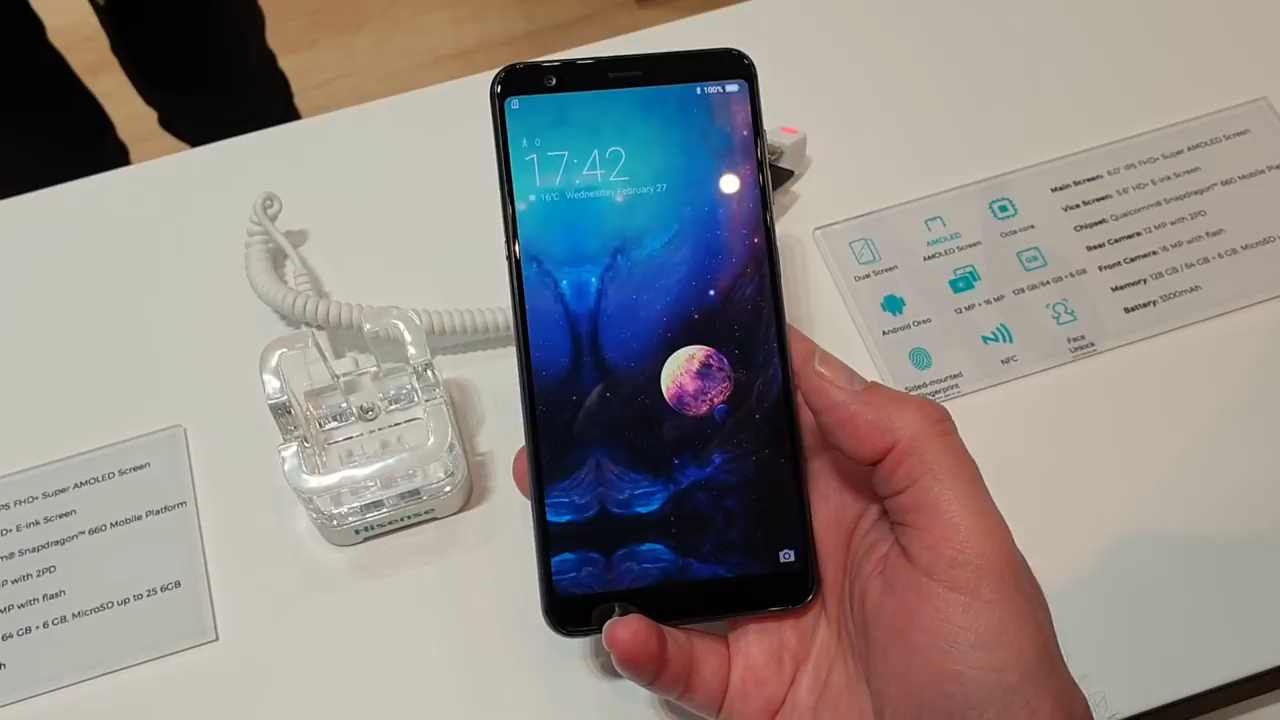 100%
0
17:42
16°C Wednesday February 27
Hisense
Dual Screen
AMOLED
AMOLED Screen
Octa-core
Android Oreo
12 MP + 16 MP
GB
128 GB/64 GB + 6 GB
Sided-mounted
Fingerprint
NFC
Face
Unlock
Main Screen: 6.0" IPS FHD+ Super AMOLED Screen
Vice Screen: 5.6" HD+ E-ink Screen
Chipset: Qualcomm® Snapdragon™ 660 Mobile
Rear Camera: 12 MP with 2PD
Front Camera: 16 MP with flash
Memory: 128 GB / 64 GB + 6 GB, MicroSD
Battery: 3300mAh
IPS FHD+ Super AMOLED Screen
D+ E-ink Screen
Snapdragon™ 660 Mobile Platform
P with 2PD
MP with flash
64 GB + 6 GB, MicroSD up to 25 6GB
h